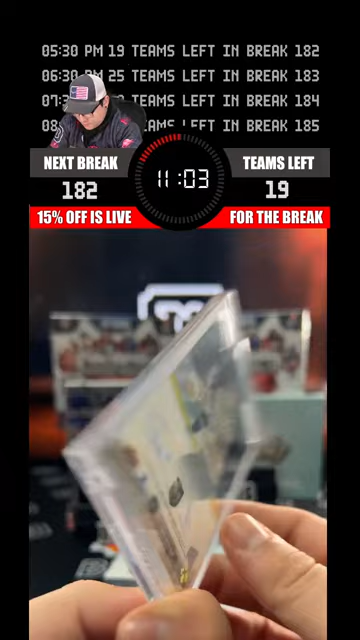 05:30 PM 19 TEAMS LEFT IN BREAK 182
06:30 PM 25 TEAMS LEFT IN BREAK 183
TEAMS LEFT IN BREAK 184
TEAMS LEFT IN BREAK 185
NEXT BREAK
182
11:03
TEAMS LEFT
19
15% OFF IS LIVE
FOR THE BREAK